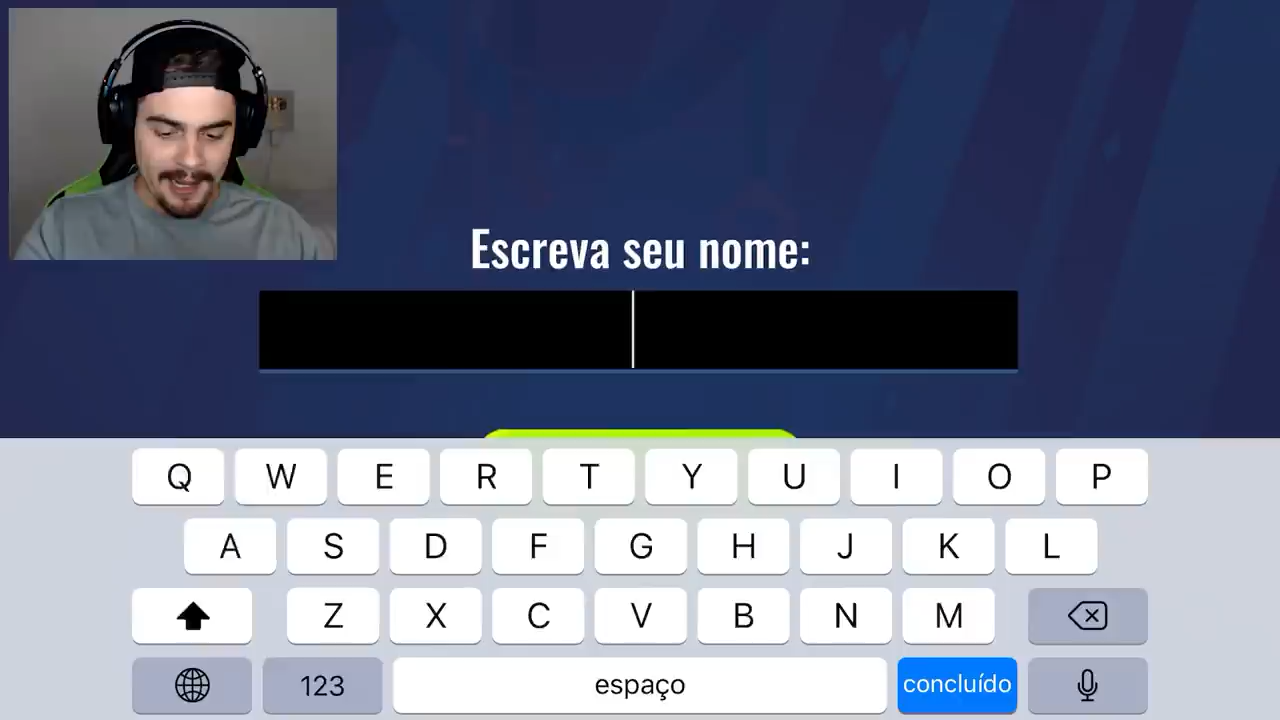 Escreva seu nome:
Q W E R T Y U I O P
A S D F G H J K L
Z X C V B N M
123 espaço concluído